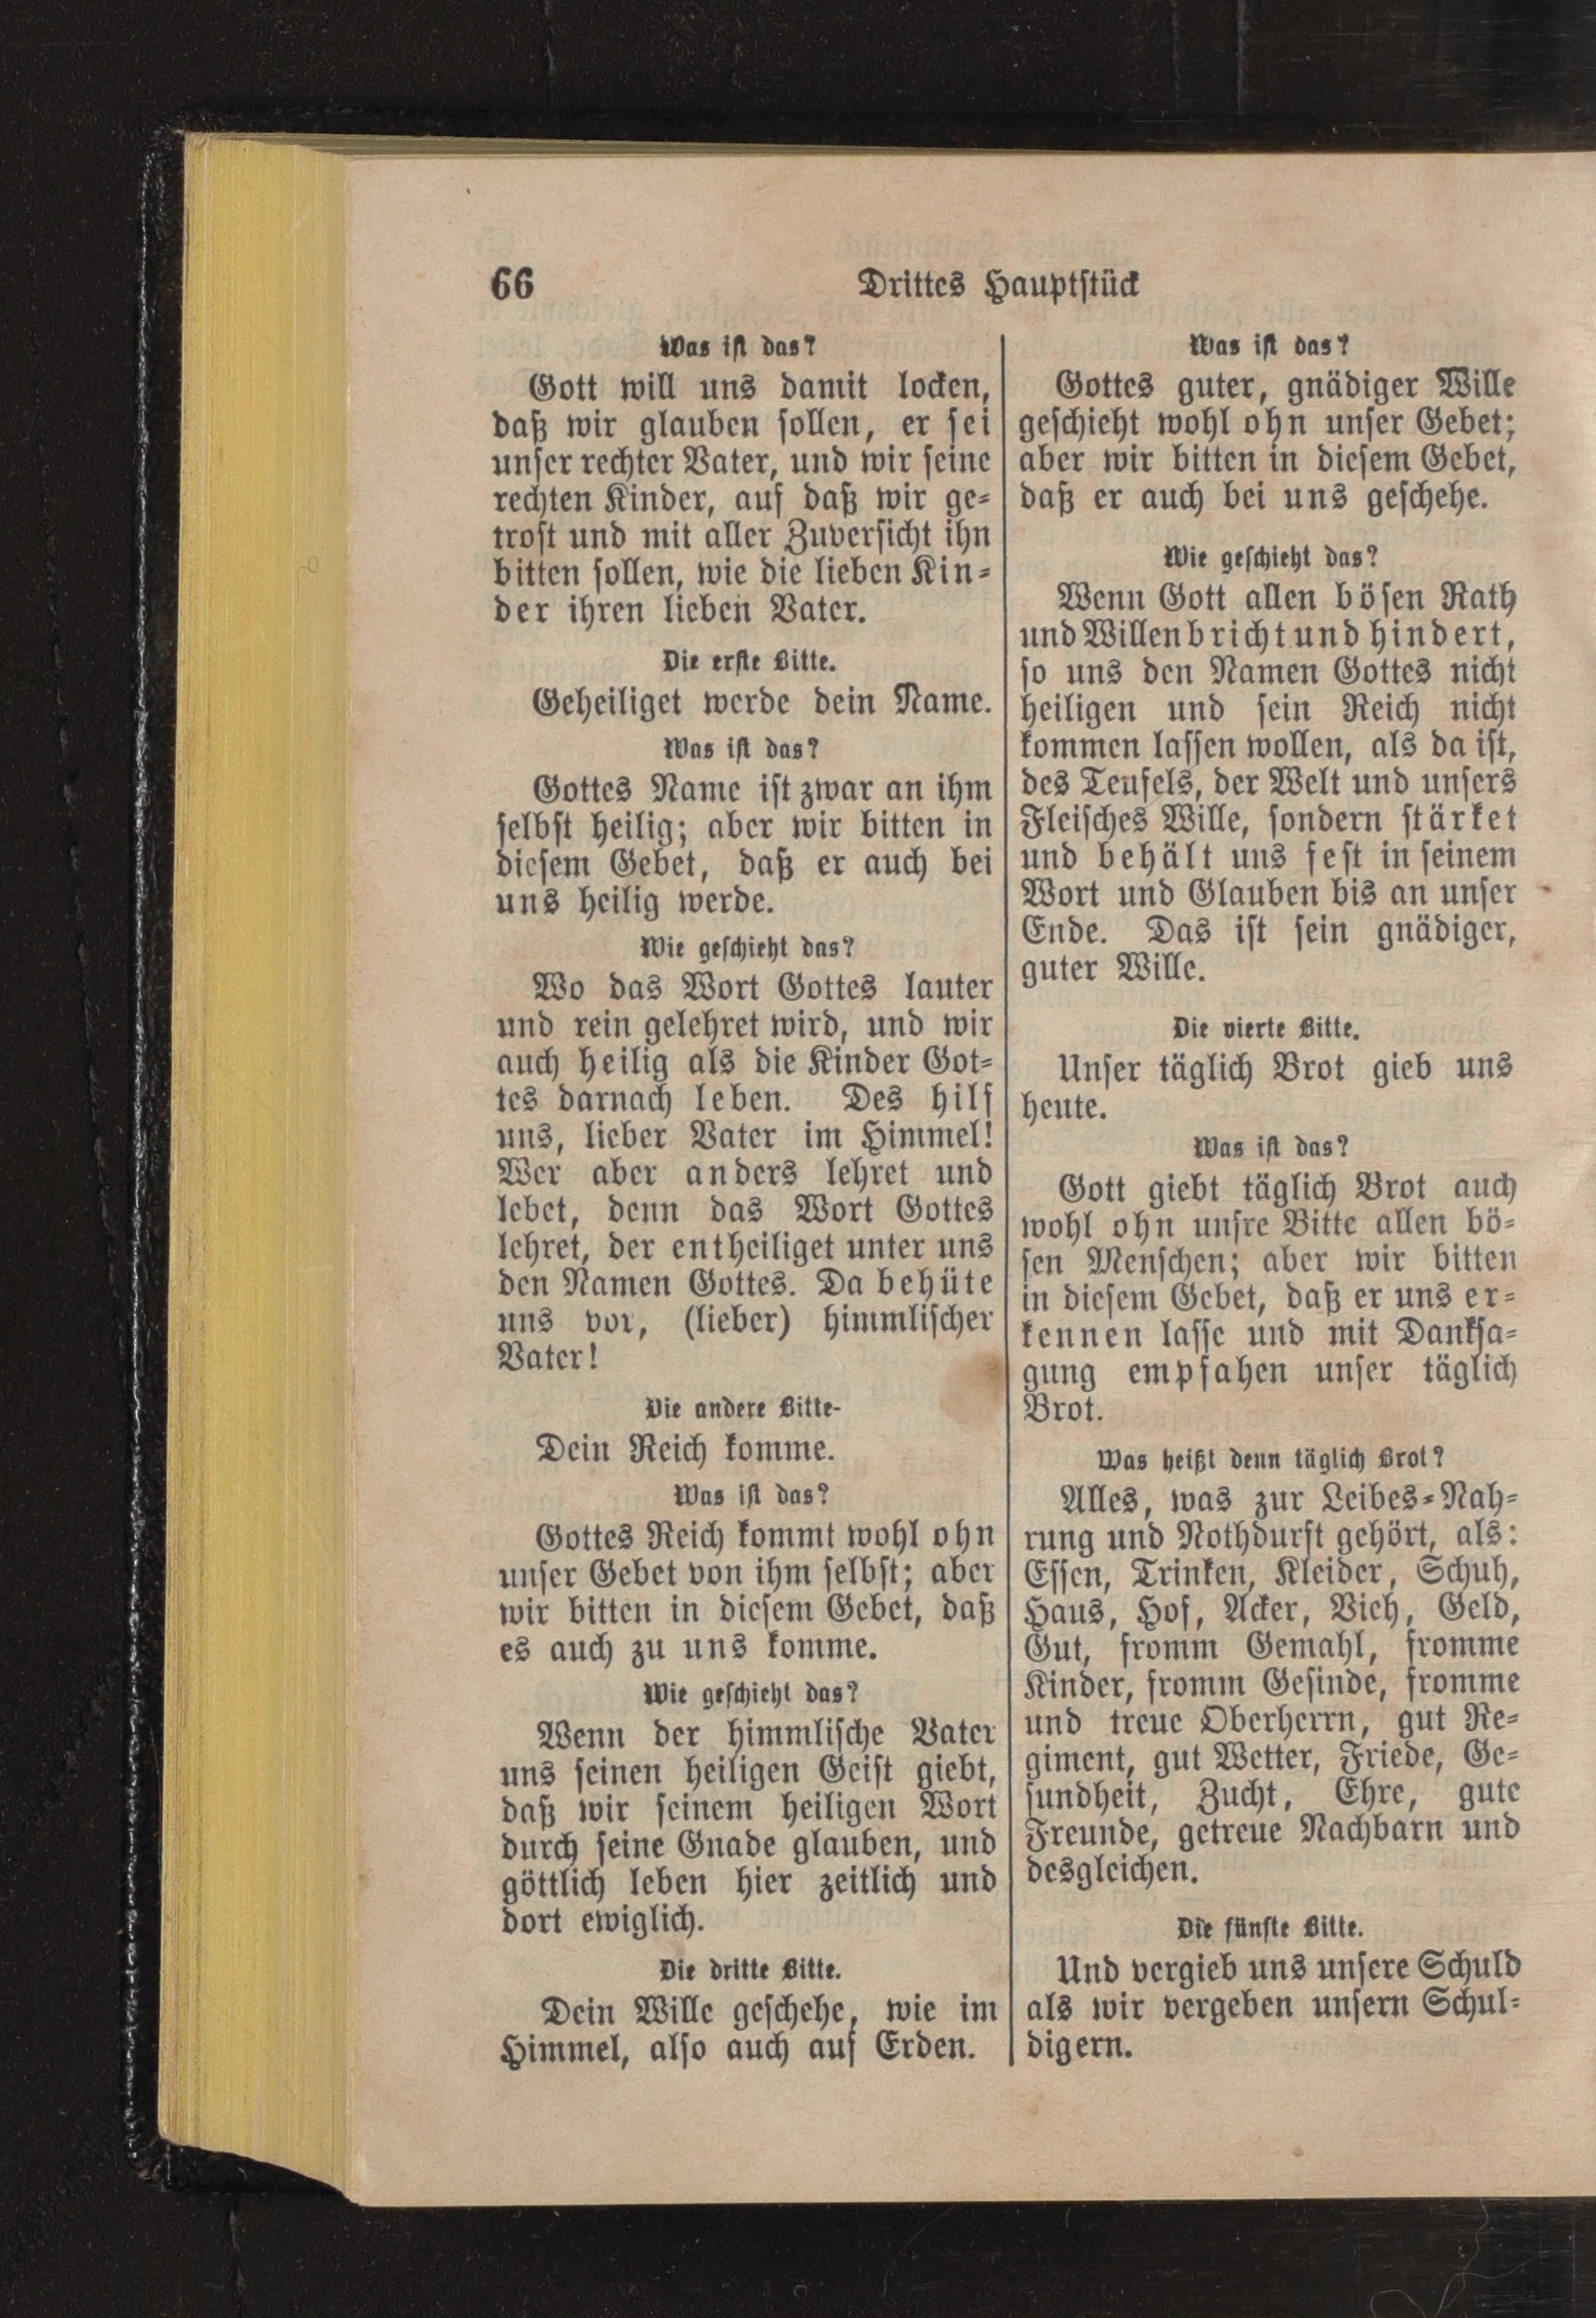 66
Drittes Hauptstück
Was ist das?
Gott will uns damit locken,
daß wir glauben sollen, er sei
unser rechter Vater, und wir seine
rechten Kinder, auf daß wir ge-
trost und mit aller Zuversicht ihn
bitten sollen, wie die lieben Kin-
der ihren lieben Vater.
Die erste Bitte.
Geheiliget werde dein Name.
Was ist das?
Gottes Name ist zwar an ihm
selbst heilig; aber wir bitten in
diesem Gebet, daß er auch bei
uns heilig werde.
Wie geschieht das?
Wo das Wort Gottes lauter
und rein gelehret wird, und wir
auch heilig als die Kinder Got-
tes darnach leben. Des hilf
uns, lieber Vater im Himmel!
Wer aber anders lehret und
lebet, denn das Wort Gottes
lehret, der entheiliget unter uns
den Namen Gottes. Da behüte
uns vor, (lieber) himmlischer
Vater!
Die andere Bitte-
Dein Reich komme.
Was ist das?
Gottes Reich kommt wohl ohn
unser Gebet von ihm selbst; aber
wir bitten in diesem Gebet, daß
es auch zu uns komme.
Wie geschieht das?
Wenn der himmlische Vater
uns seinen heiligen Geist giebt,
daß wir seinem heiligen Wort
durch seine Gnade glauben, und
göttlich leben hier zeitlich und
dort ewiglich.
Die dritte Bitte.
Dein Wille geschehe, wie im
Himmel, also auch auf Erden.
Was ist das?
Gottes guter, gnädiger Wille
geschieht wohl ohn unser Gebet;
aber wir bitten in diesem Gebet,
daß er auch bei uns geschehe.
Wie geschieht das?
Wenn Gott allen bösen Rath
und Willen bricht und hindert,
so uns den Namen Gottes nicht
heiligen und sein Reich nicht
kommen lassen wollen, als da ist,
des Teufels, der Welt und unsers
Fleisches Wille, sondern stärket
und behält uns fest in seinem
Wort und Glauben bis an unser
Ende. Das ist sein gnädiger,
guter Wille.
Die vierte Bitte.
Unser täglich Brot gieb uns
heute.
Was ist das?
Gott giebt täglich Brot auch
wohl ohn unsre Bitte allen bö-
sen Menschen; aber wir bitten
in diesem Gebet, daß er uns er-
kennen lasse und mit Danksa-
gung empfahen unser täglich
Brot.
Was heißt denn täglich Brot?
Alles, was zur Leibes-Nah-
rung und Nothdurft gehört, als:
Essen, Trinken, Kleider, Schuh,
Haus, Hof, Acker, Vieh, Geld,
Gut, fromm Gemahl, fromme
Kinder, fromm Gesinde, fromme
und treue Oberherrn, gut Re-
giment, gut Wetter, Friede, Ge-
sundheit, Zucht, Ehre, gute
Freunde, getreue Nachbarn und
desgleichen.
Die fünfte Bitte.
Und vergieb uns unsere Schuld
als wir vergeben unsern Schul-
digern.